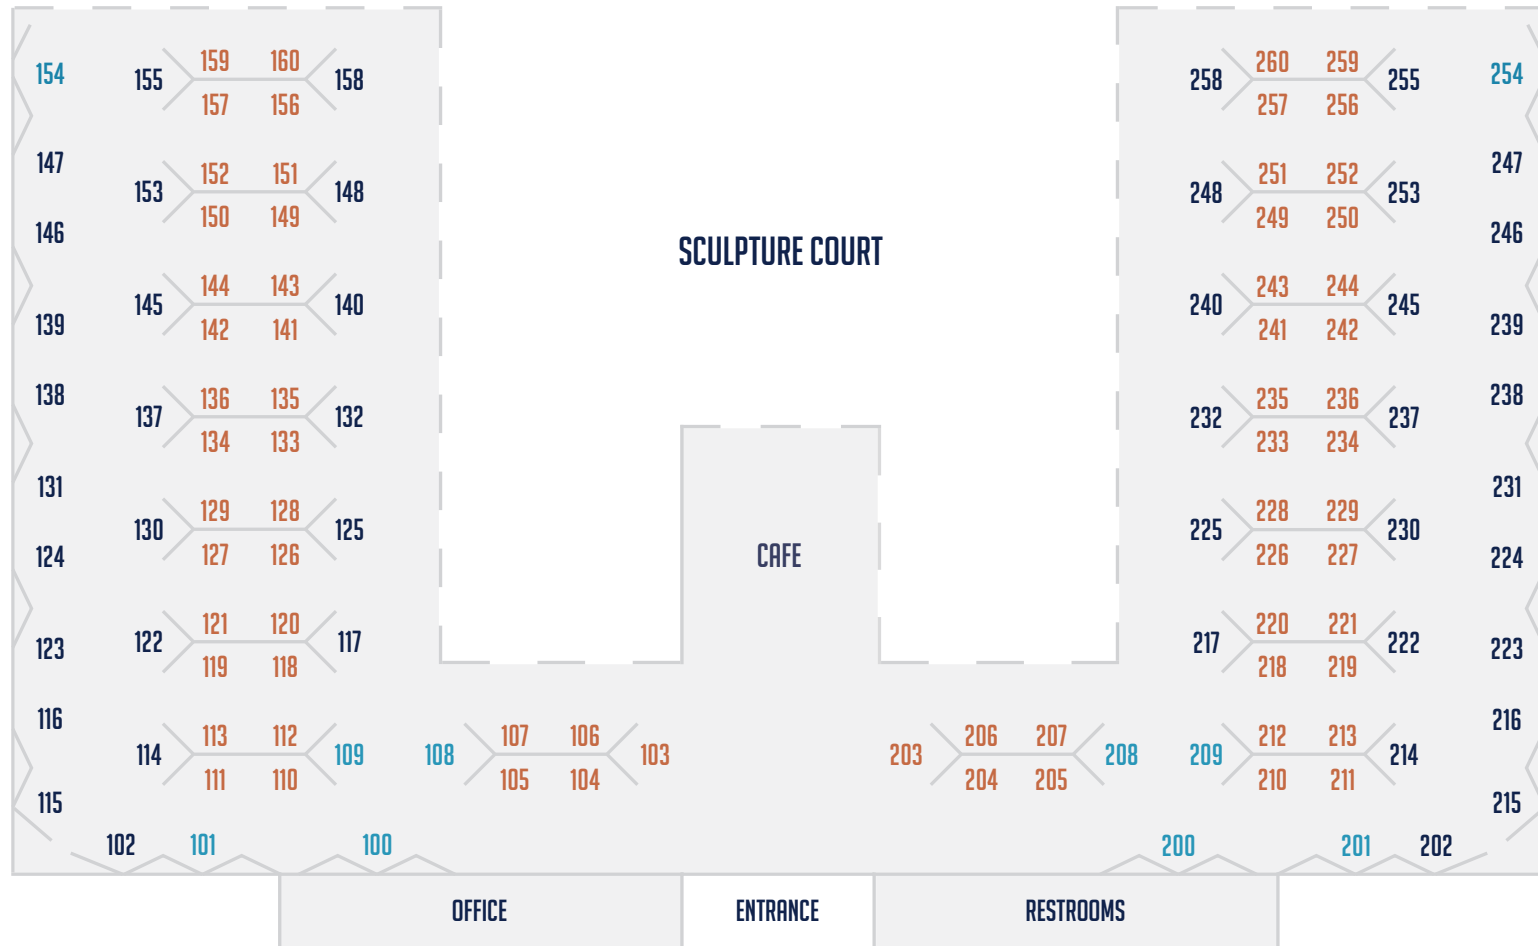 159 160 260 259
154 155 158 258 255 254
157 156 257 256
147 152 151 251 252 247
153 148 248 253
150 149 249 250
146 SCULPTURE COURT 246
144 143 243 244
145 140 240 245
139 142 141 241 242 239
138 136 135 235 236 238
137 132 232 237
134 133 233 234
131 231
129 128 228 229
130 125 225 230
124 127 126 CAFE 226 227 224
121 120 220 221
123 122 117 217 222 223
119 118 218 219
116 216
113 112 107 106 206 207 212 213
114 109 108 103 203 208 209 214
111 110 105 104 204 205 210 211
115 215
102 101 100 200 201 202
OFFICE ENTRANCE RESTROOMS